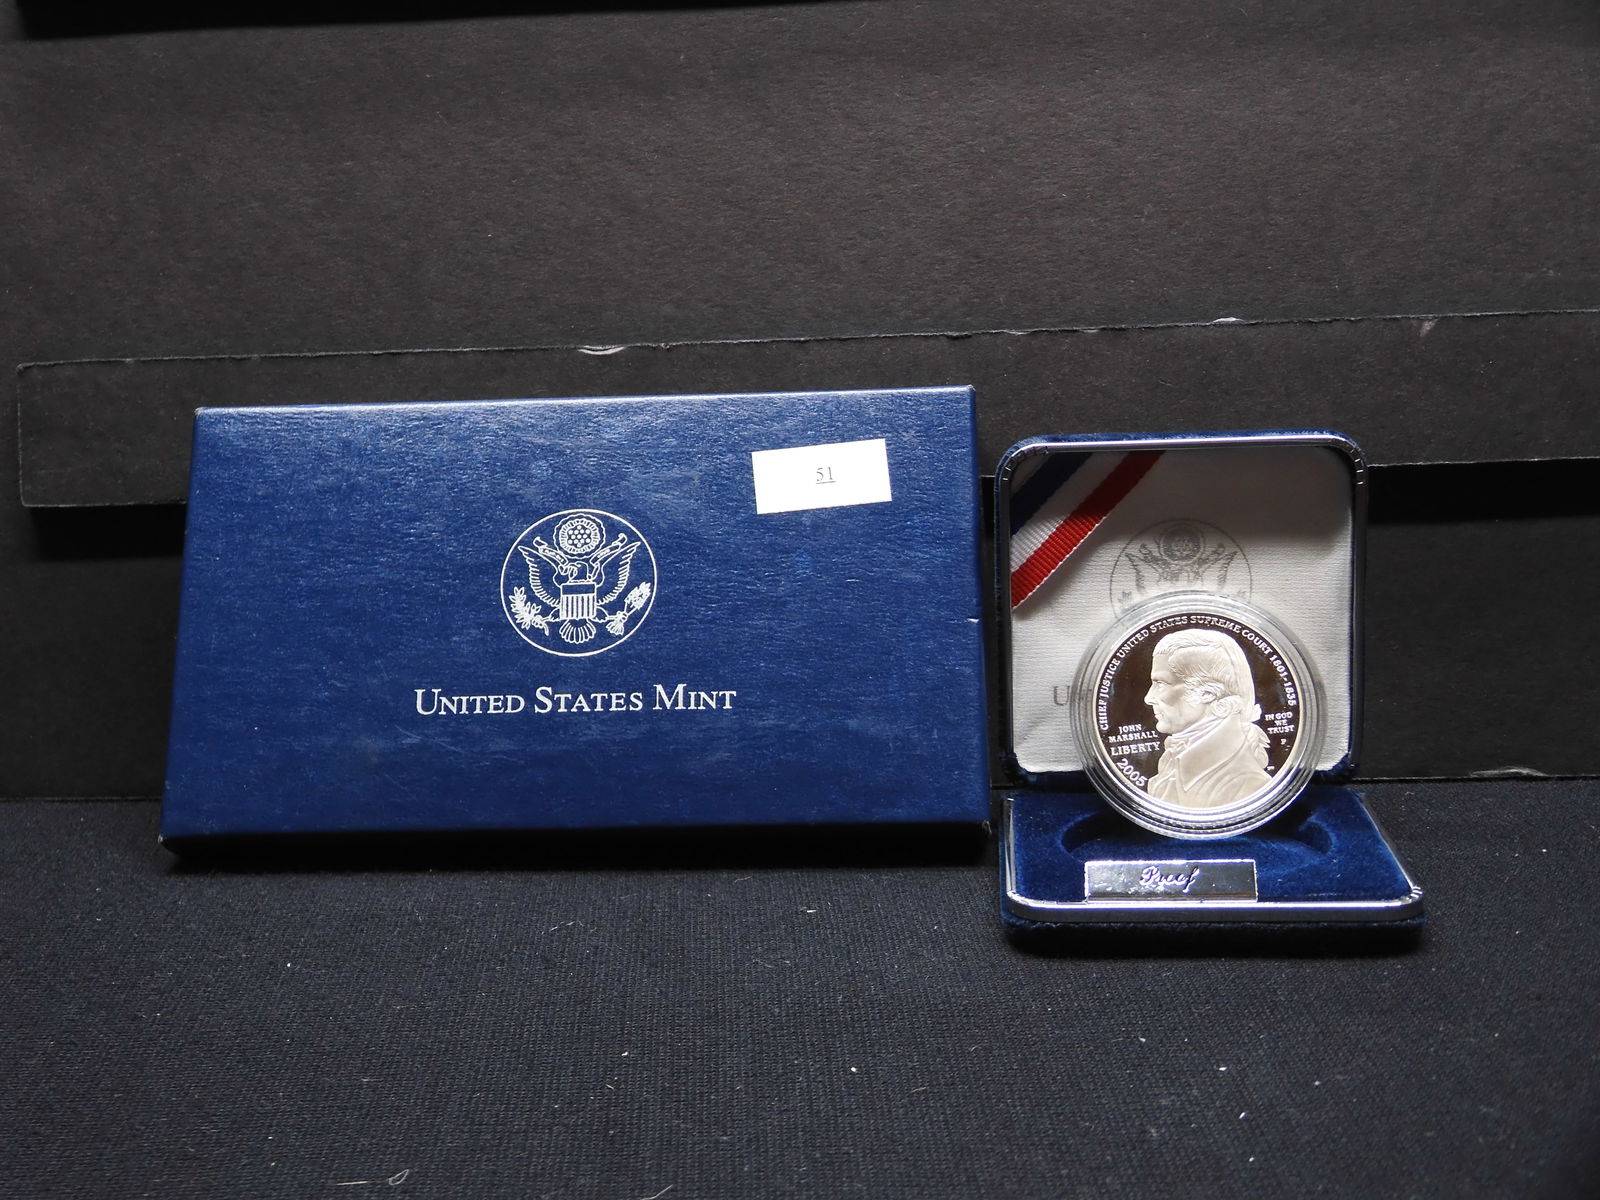 51
UNITED STATES MINT
CHIEF JUSTICE UNITED STATES SUPREME COURT 1801-1835
JOHN
MARSHALL
LIBERTY
2005
IN GOD
WE
TRUST
P
U
Proof